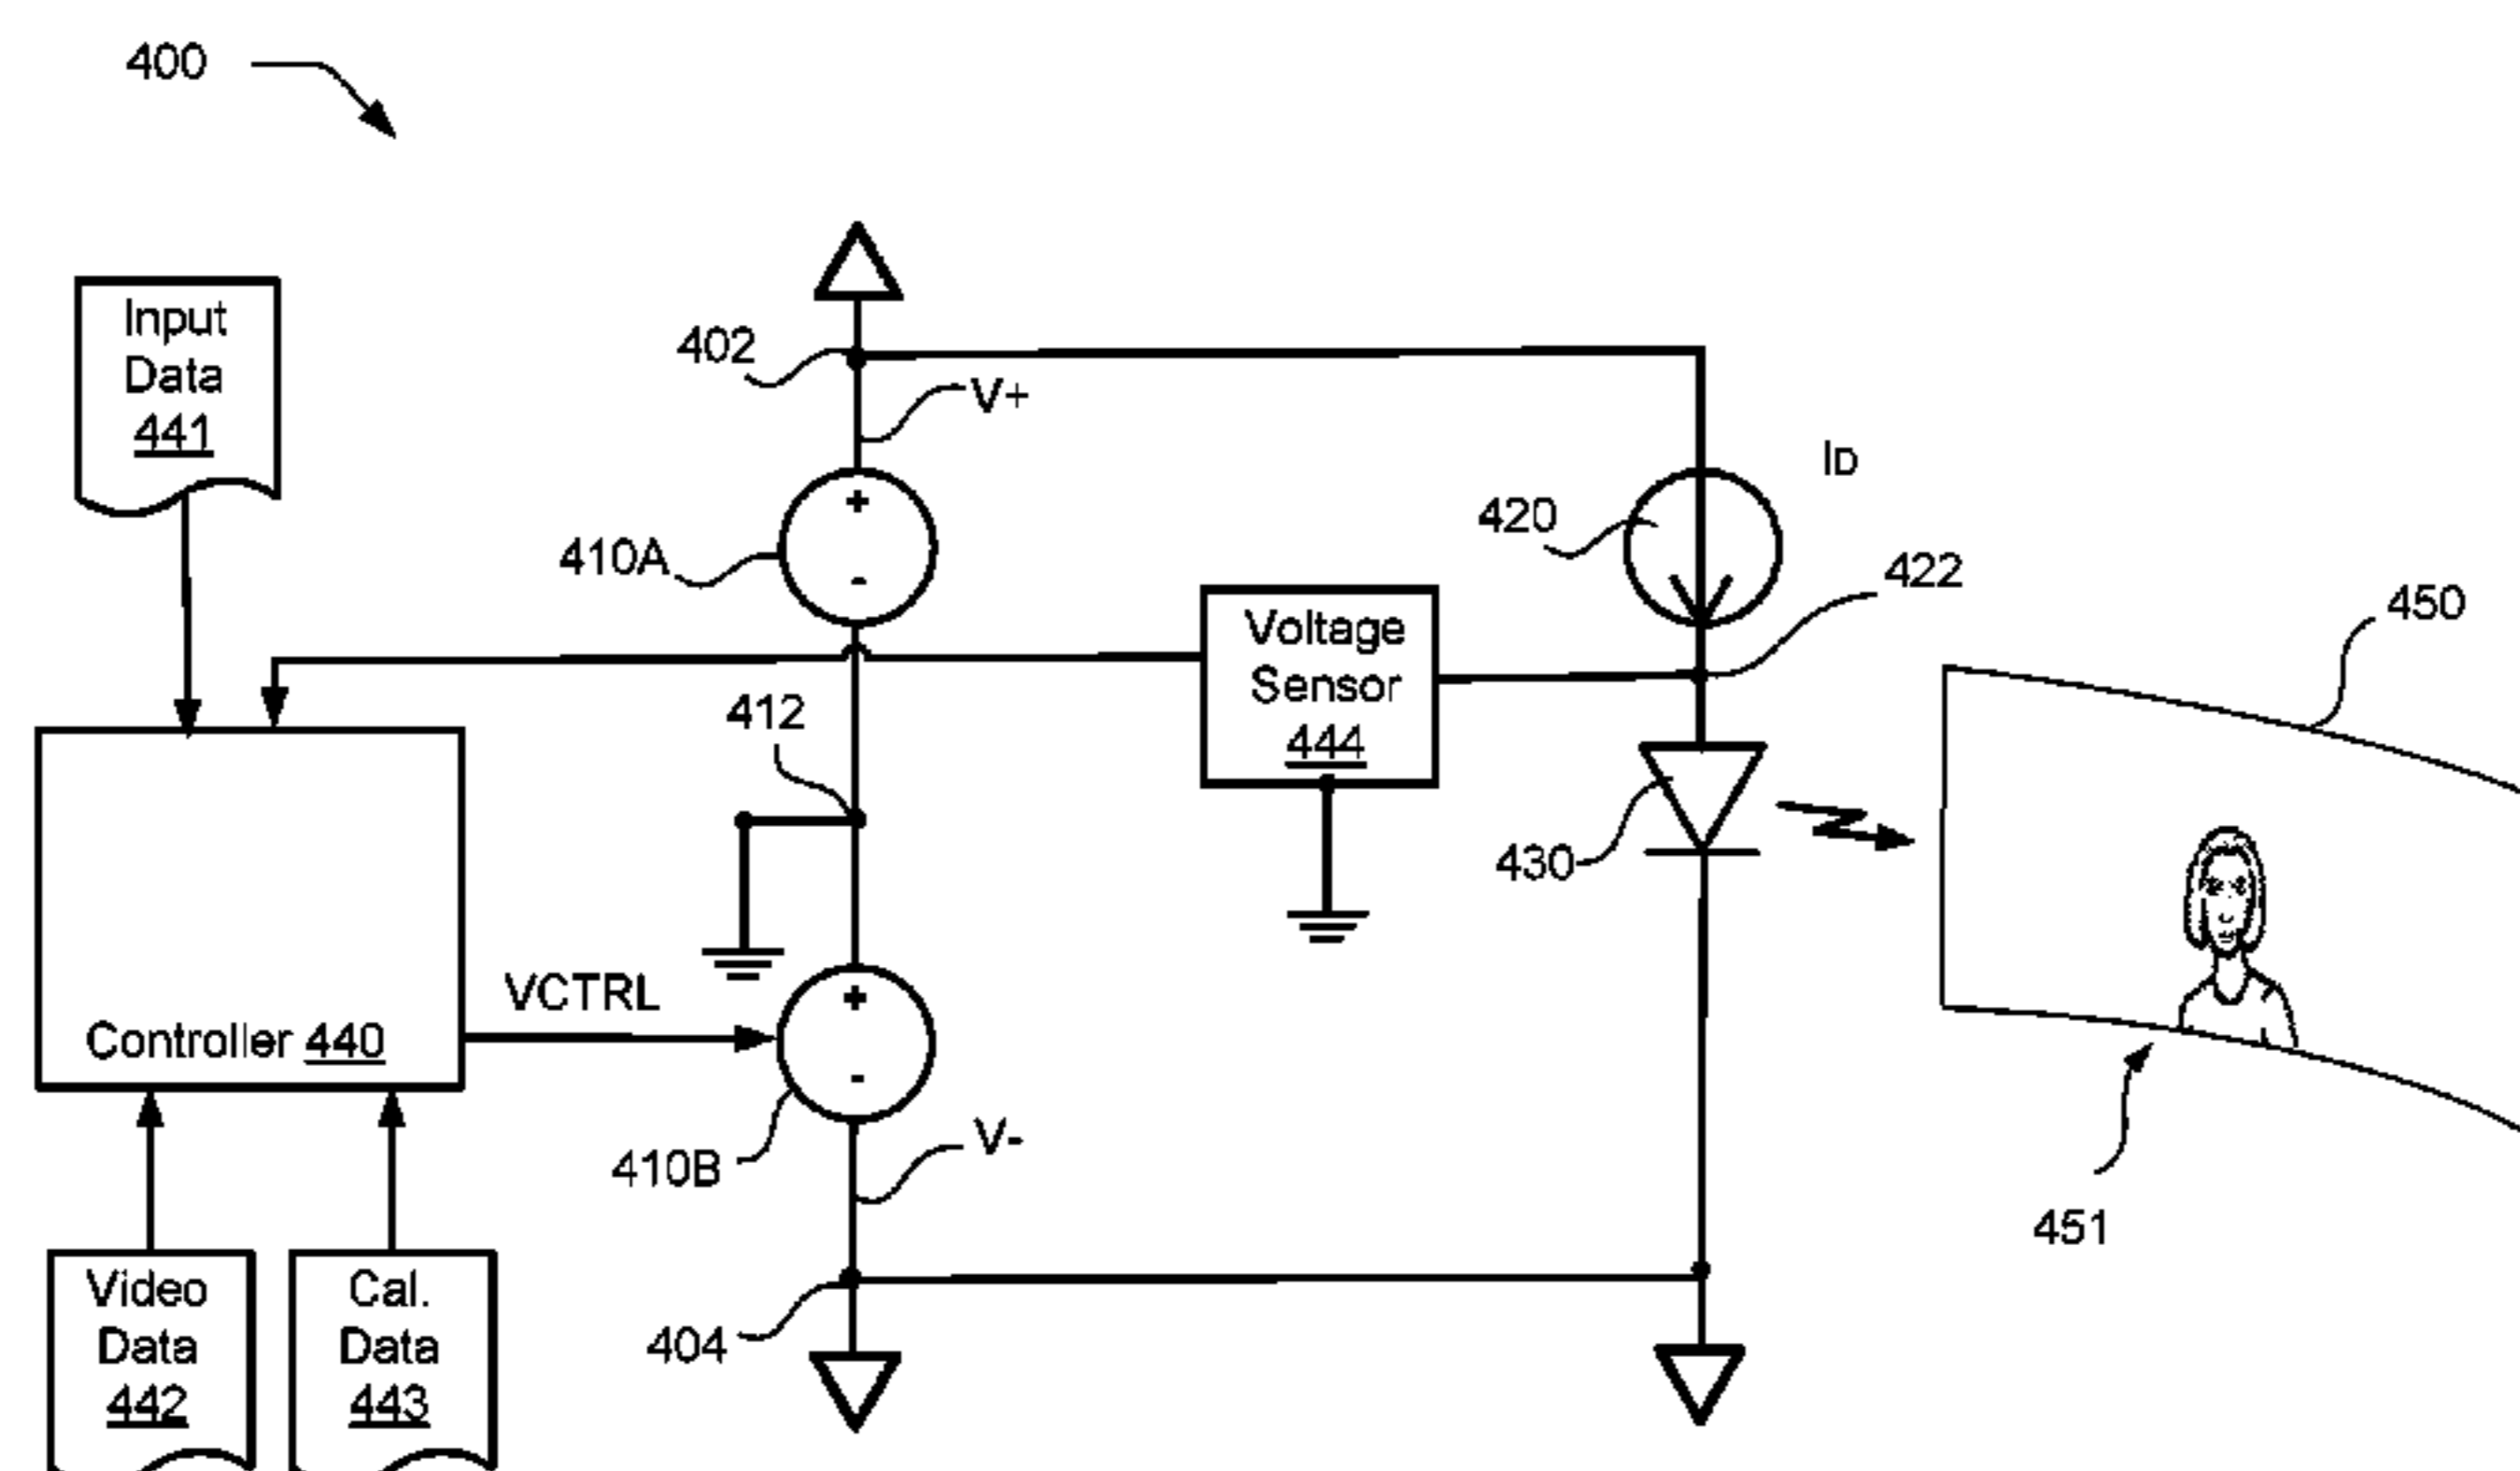 400
Input
Data
441
402
V+
ID
420
410A
422
450
Voltage
Sensor
444
412
430
VCTRL
Controller 440
410B
V-
451
Video
Data
442
Cal.
Data
443
404
+
-
+
-